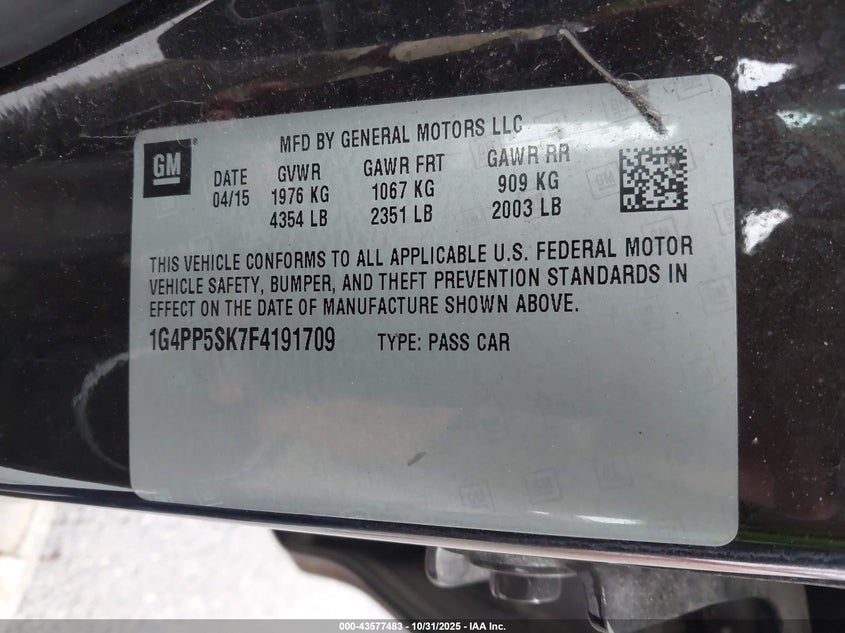 GM
MFD BY GENERAL MOTORS LLC
DATE GVWR GAWR FRT GAWR RR
04/15 1976 KG 1067 KG 909 KG
4354 LB 2351 LB 2003 LB
THIS VEHICLE CONFORMS TO ALL APPLICABLE U.S. FEDERAL MOTOR
VEHICLE SAFETY, BUMPER, AND THEFT PREVENTION STANDARDS IN
EFFECT ON THE DATE OF MANUFACTURE SHOWN ABOVE.
1G4PP5SK7F4191709 TYPE: PASS CAR
000-43577483 - 10/31/2025 - IAA Inc.